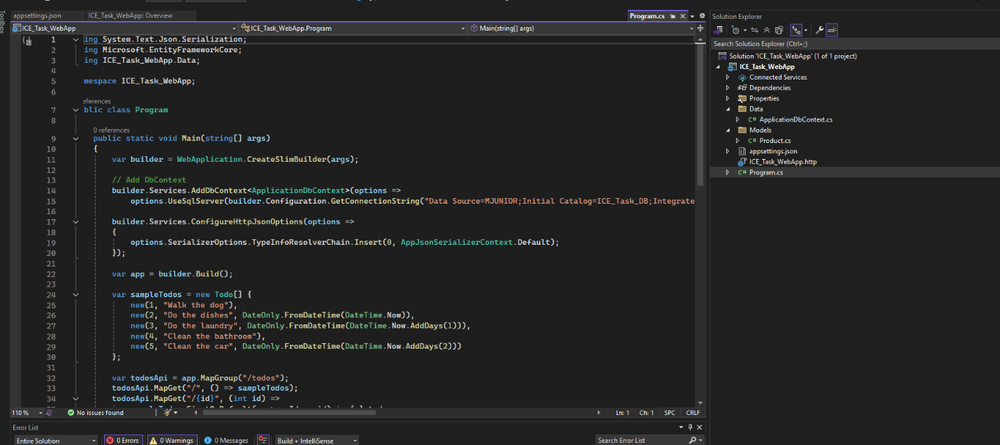 Toolbox
appsettings.json
ICE_Task_WebApp: Overview
Program.cs
ICE_Task_WebApp
ICE_Task_WebApp.Program
Main(string[] args)
1 ing System.Text.Json.Serialization;
2 ing Microsoft.EntityFrameworkCore;
3 ing ICE_Task_WebApp.Data;
4
5 mespace ICE_Task_WebApp;
6
eferences
7 blic class Program
8
0 references
9 public static void Main(string[] args)
10 {
11 var builder = WebApplication.CreateSlimBuilder(args);
12
13 // Add DbContext
14 builder.Services.AddDbContext<ApplicationDbContext>(options =>
15 options.UseSqlServer(builder.Configuration.GetConnectionString("Data Source=MJUNIOR;Initial Catalog=ICE_Task_DB;Integrate
16
17 builder.Services.ConfigureHttpJsonOptions(options =>
18 {
19 options.SerializerOptions.TypeInfoResolverChain.Insert(0, AppJsonSerializerContext.Default);
20 });
21
22 var app = builder.Build();
23
24 var sampleTodos = new Todo[] {
25 new(1, "Walk the dog"),
26 new(2, "Do the dishes", DateOnly.FromDateTime(DateTime.Now)),
27 new(3, "Do the laundry", DateOnly.FromDateTime(DateTime.Now.AddDays(1))),
28 new(4, "Clean the bathroom"),
29 new(5, "Clean the car", DateOnly.FromDateTime(DateTime.Now.AddDays(2)))
30 };
31
32 var todosApi = app.MapGroup("/todos");
33 todosApi.MapGet("/", () => sampleTodos);
34 todosApi.MapGet("/{id}", (int id) =>
110 %
No issues found
Ln: 1
Ch: 1
SPC
CRLF
Error List
Entire Solution
0 Errors
0 Warnings
0 Messages
Build + IntelliSense
Search Error List
Solution Explorer
Search Solution Explorer (Ctrl+;)
Solution 'ICE_Task_WebApp' (1 of 1 project)
ICE_Task_WebApp
Connected Services
Dependencies
Properties
Data
C# ApplicationDbContext.cs
Models
C# Product.cs
appsettings.json
ICE_Task_WebApp.http
C# Program.cs